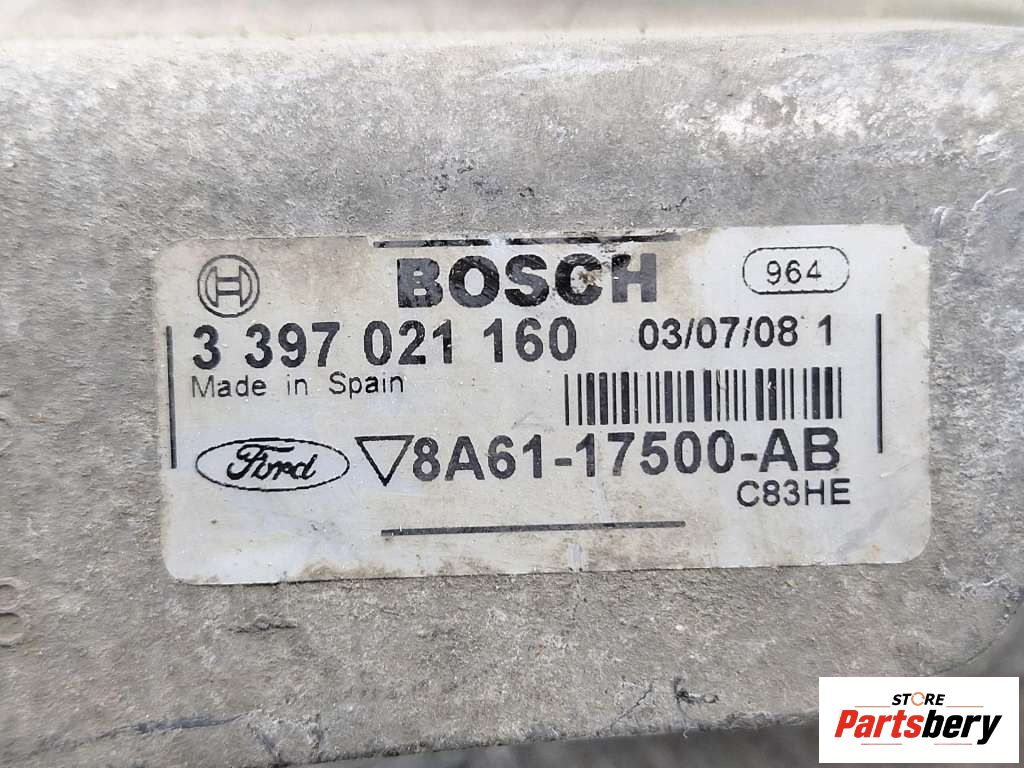 BOSCH
964
3 397 021 160
03/07/08 1
Made in Spain
Ford
8A61-17500-AB
C83HE
STORE
Partsbery